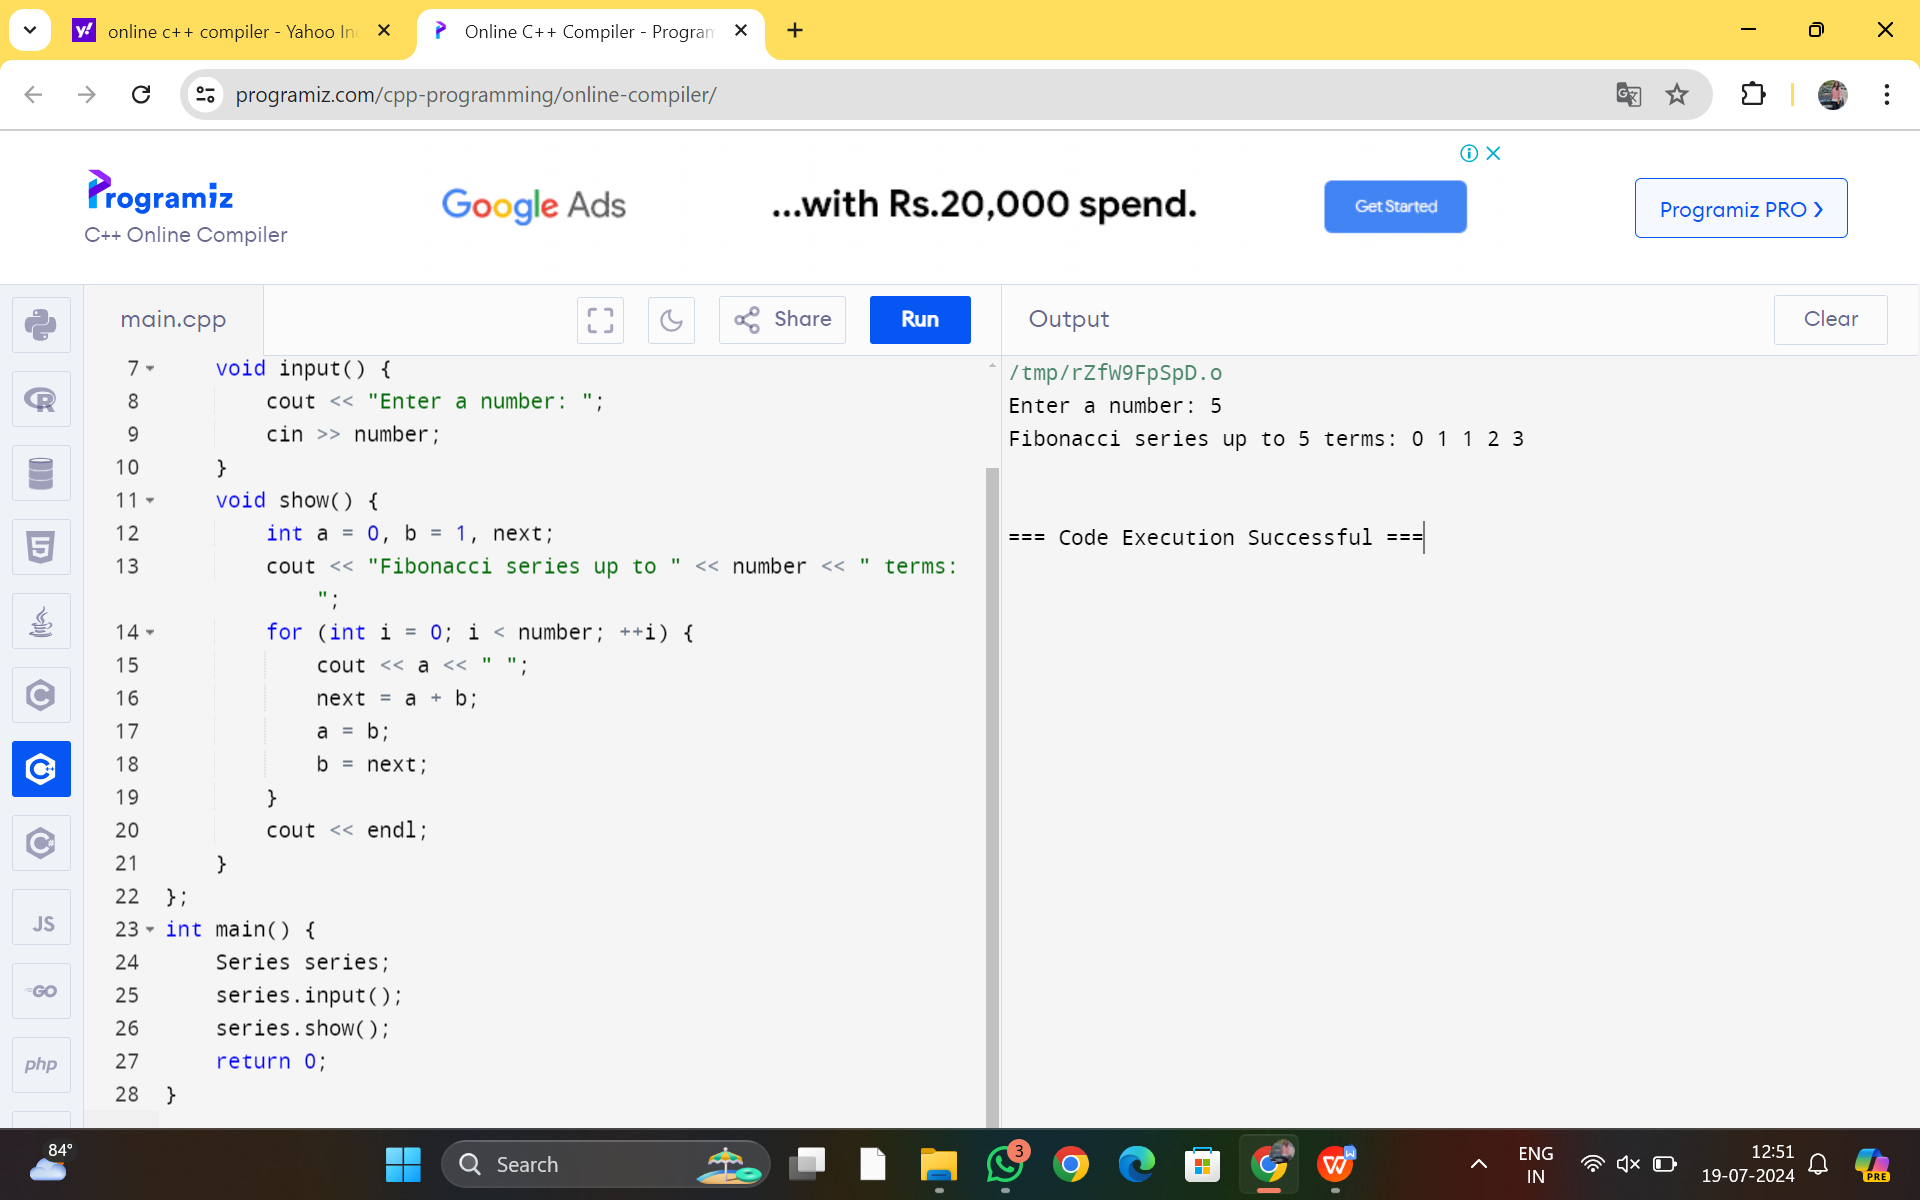 online c++ compiler - Yahoo In
Online C++ Compiler - Program
programiz.com/cpp-programming/online-compiler/
Programiz
C++ Online Compiler
Google Ads
...with Rs.20,000 spend.
Get Started
Programiz PRO ›
main.cpp
Share
Run
Output
Clear
7 void input() {
8 cout << "Enter a number: ";
9 cin >> number;
10 }
11 void show() {
12 int a = 0, b = 1, next;
13 cout << "Fibonacci series up to " << number << " terms:
";
14 for (int i = 0; i < number; ++i) {
15 cout << a << " ";
16 next = a + b;
17 a = b;
18 b = next;
19 }
20 cout << endl;
21 }
22 };
23 int main() {
24 Series series;
25 series.input();
26 series.show();
27 return 0;
28 }
/tmp/rZfW9FpSpD.o
Enter a number: 5
Fibonacci series up to 5 terms: 0 1 1 2 3
=== Code Execution Successful ===
JS
GO
php
84°
Search
3
ENG
IN
12:51
19-07-2024
PRE